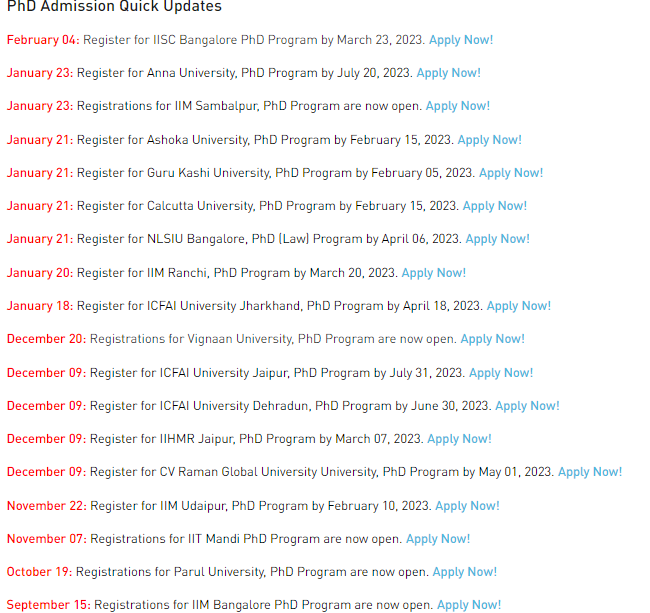 PhD Admission Quick Updates
February 04: Register for IISC Bangalore PhD Program by March 23, 2023. Apply Now!
January 23: Register for Anna University, PhD Program by July 20, 2023. Apply Now!
January 23: Registrations for IIM Sambalpur, PhD Program are now open. Apply Now!
January 21: Register for Ashoka University, PhD Program by February 15, 2023. Apply Now!
January 21: Register for Guru Kashi University, PhD Program by February 05, 2023. Apply Now!
January 21: Register for Calcutta University, PhD Program by February 15, 2023. Apply Now!
January 21: Register for NLSIU Bangalore, PhD (Law) Program by April 06, 2023. Apply Now!
January 20: Register for IIM Ranchi, PhD Program by March 20, 2023. Apply Now!
January 18: Register for ICFAI University Jharkhand, PhD Program by April 18, 2023. Apply Now!
December 20: Registrations for Vignaan University, PhD Program are now open. Apply Now!
December 09: Register for ICFAI University Jaipur, PhD Program by July 31, 2023. Apply Now!
December 09: Register for ICFAI University Dehradun, PhD Program by June 30, 2023. Apply Now!
December 09: Register for IIHMR Jaipur, PhD Program by March 07, 2023. Apply Now!
December 09: Register for CV Raman Global University University, PhD Program by May 01, 2023. Apply Now!
November 22: Register for IIM Udaipur, PhD Program by February 10, 2023. Apply Now!
November 07: Registrations for IIT Mandi PhD Program are now open. Apply Now!
October 19: Registrations for Parul University, PhD Program are now open. Apply Now!
September 15: Registrations for IIM Bangalore PhD Program are now open. Apply Now!